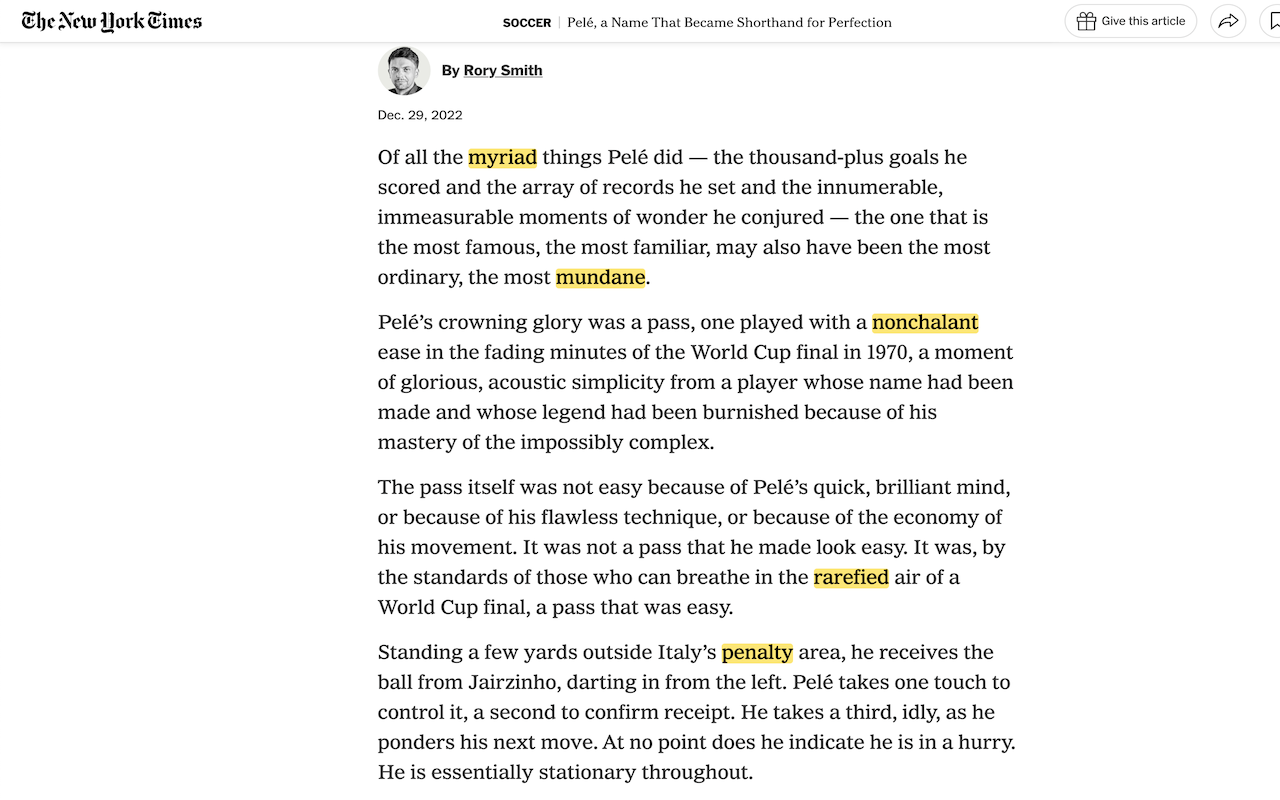 The New York Times
SOCCER | Pelé, a Name That Became Shorthand for Perfection
Give this article
By Rory Smith
Dec. 29, 2022
Of all the myriad things Pelé did — the thousand-plus goals he
scored and the array of records he set and the innumerable,
immeasurable moments of wonder he conjured — the one that is
the most famous, the most familiar, may also have been the most
ordinary, the most mundane.
Pelé’s crowning glory was a pass, one played with a nonchalant
ease in the fading minutes of the World Cup final in 1970, a moment
of glorious, acoustic simplicity from a player whose name had been
made and whose legend had been burnished because of his
mastery of the impossibly complex.
The pass itself was not easy because of Pelé’s quick, brilliant mind,
or because of his flawless technique, or because of the economy of
his movement. It was not a pass that he made look easy. It was, by
the standards of those who can breathe in the rarefied air of a
World Cup final, a pass that was easy.
Standing a few yards outside Italy’s penalty area, he receives the
ball from Jairzinho, darting in from the left. Pelé takes one touch to
control it, a second to confirm receipt. He takes a third, idly, as he
ponders his next move. At no point does he indicate he is in a hurry.
He is essentially stationary throughout.